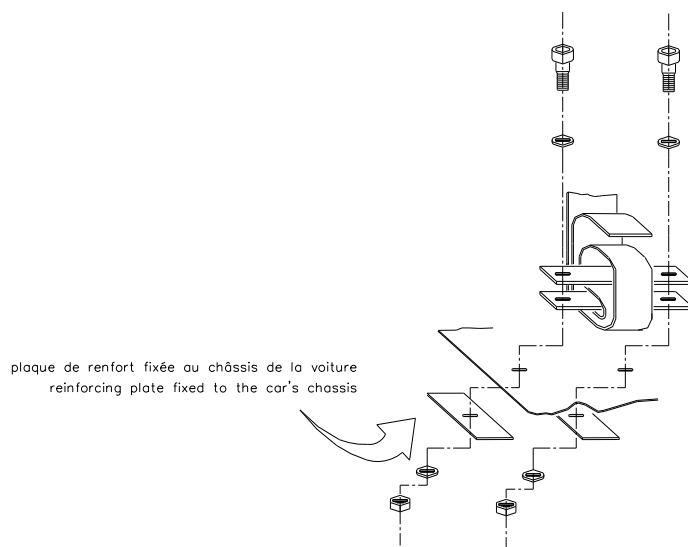 plaque de renfort fixée au châssis de la voiture
reinforcing plate fixed to the car's chassis